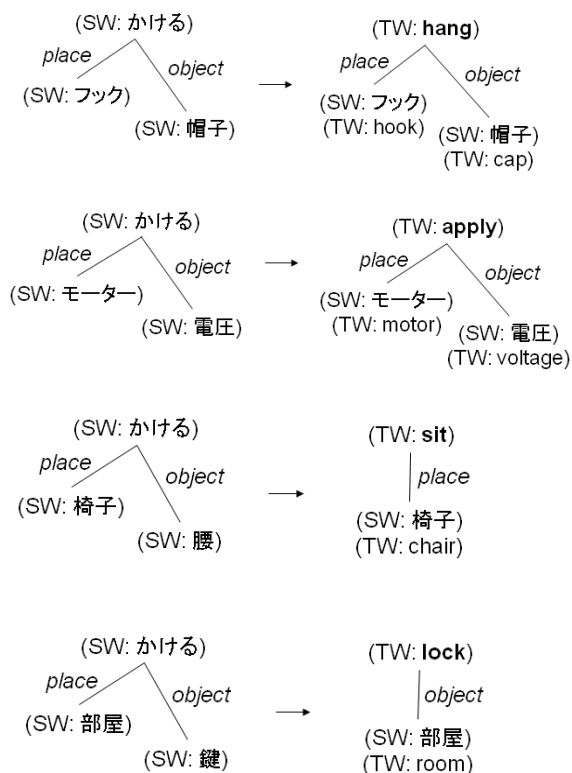 (SW: かける)
place
object
(SW: フック)
(SW: 帽子)
(TW: hang)
place
object
(SW: フック)
(TW: hook)
(SW: 帽子)
(TW: cap)
(SW: かける)
place
object
(SW: モーター)
(SW: 電圧)
(TW: apply)
place
object
(SW: モーター)
(TW: motor)
(SW: 電圧)
(TW: voltage)
(SW: かける)
place
object
(SW: 椅子)
(SW: 腰)
(TW: sit)
place
(SW: 椅子)
(TW: chair)
(SW: かける)
place
object
(SW: 部屋)
(SW: 鍵)
(TW: lock)
object
(SW: 部屋)
(TW: room)